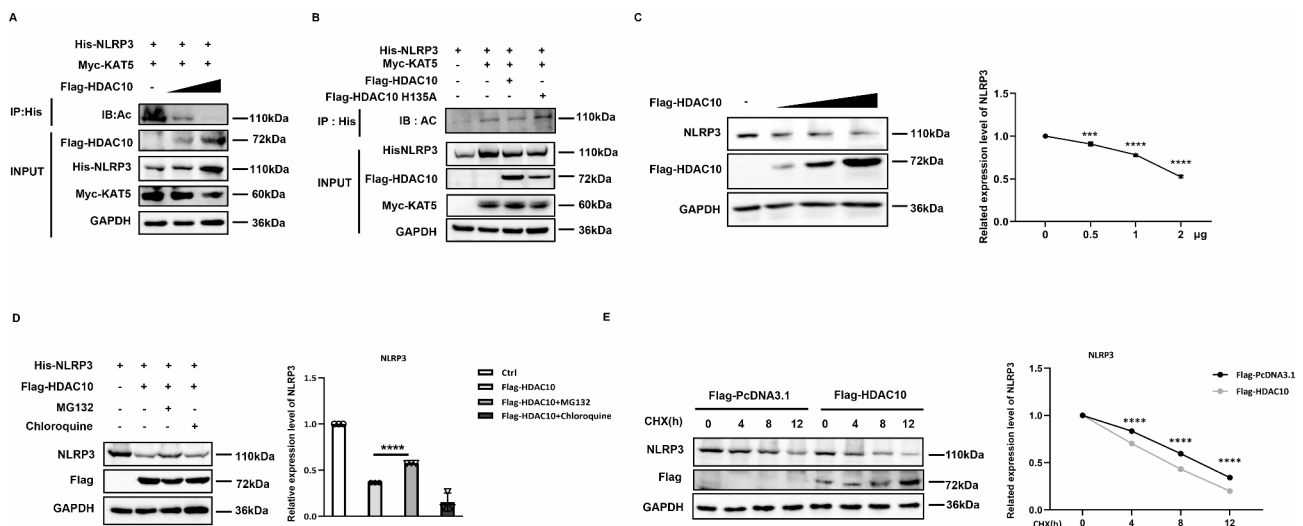 A
His-NLRP3 + + +
Myc-KAT5 + + +
Flag-HDAC10 -
IP:His
IB:Ac 110kDa
INPUT
Flag-HDAC10 72kDa
His-NLRP3 110kDa
Myc-KAT5 60kDa
GAPDH 36kDa
B
His-NLRP3 + + + +
Myc-KAT5 - + + +
Flag-HDAC10 - - + -
Flag-HDAC10 H135A - - - +
IP : His
IB : AC 110kDa
INPUT
HisNLRP3 110kDa
Flag-HDAC10 72kDa
Myc-KAT5 60kDa
GAPDH 36kDa
C
Flag-HDAC10 -
NLRP3 110kDa
Flag-HDAC10 72kDa
GAPDH 36kDa
Related expression level of NLRP3
1.5
1.0
0.5
0.0
*** **** ****
0 0.5 1 2 µg
D
His-NLRP3 + + + +
Flag-HDAC10 - + + +
MG132 - - + -
Chloroquine - - - +
NLRP3 110kDa
Flag 72kDa
GAPDH 36kDa
NLRP3
Relative expression level of NLRP3
1.5
1.0
0.5
0.0
****
Ctrl
Flag-HDAC10
Flag-HDAC10+MG132
Flag-HDAC10+Chloroquine
E
Flag-PcDNA3.1 Flag-HDAC10
CHX(h) 0 4 8 12 0 4 8 12
NLRP3 110kDa
Flag 72kDa
GAPDH 36kDa
NLRP3
Related expression level of NLRP3
1.5
1.0
0.5
0.0
**** **** ****
CHX(h) 0 4 8 12
Flag-PcDNA3.1
Flag-HDAC10